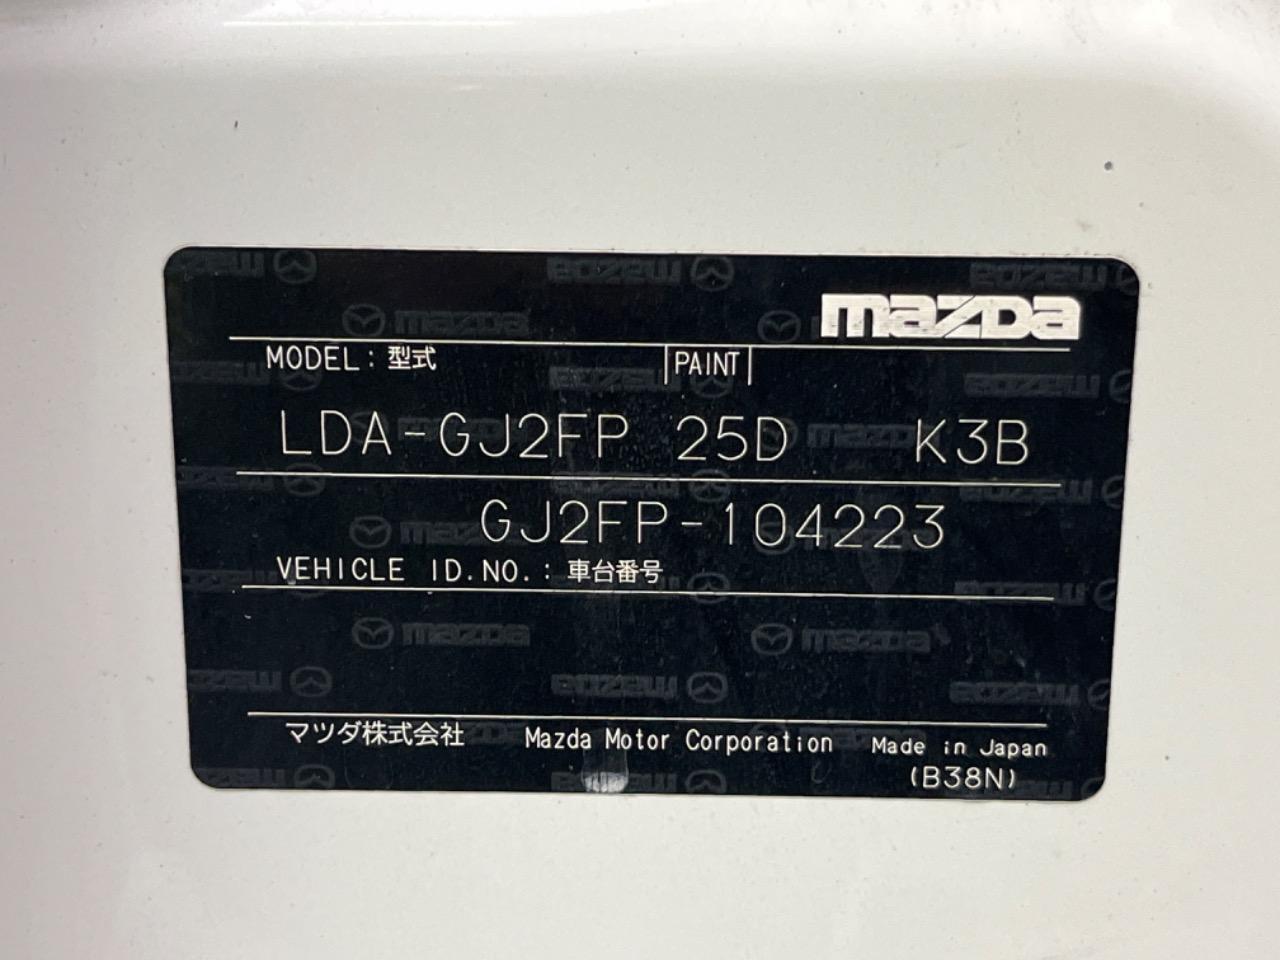 mazda
MODEL: 型式 PAINT
LDA-GJ2FP 25D K3B
GJ2FP-104223
VEHICLE ID.NO.: 車台番号
マツダ株式会社 Mazda Motor Corporation Made in Japan
(B38N)